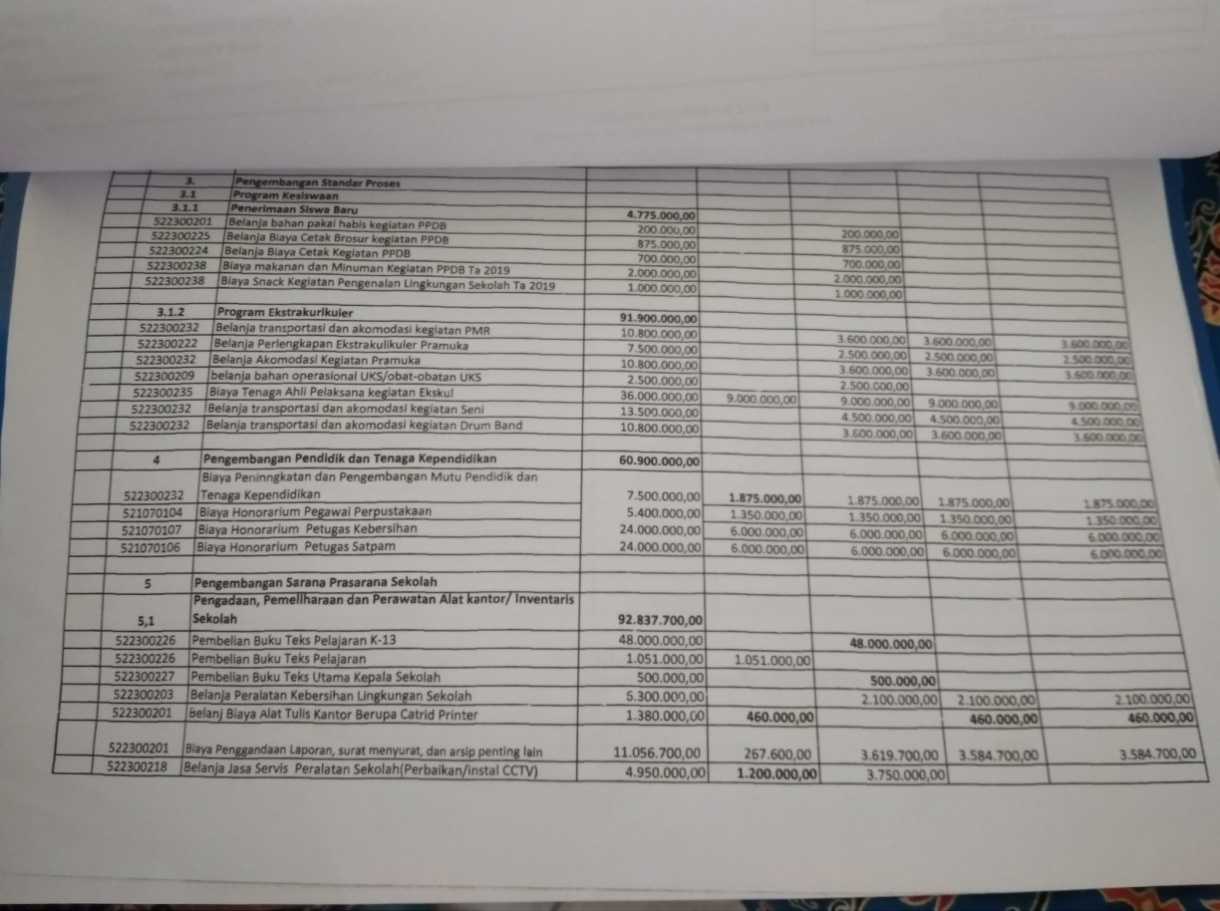 3. Pengembangan Standar Proses
3.1 Program Kesiswaan
3.1.1 Penerimaan Siswa Baru 4.775.000,00
522300201 Belanja bahan pakai habis kegiatan PPDB 200.000,00 200.000,00
522300225 Belanja Biaya Cetak Brosur kegiatan PPDB 875.000,00 875.000,00
522300224 Belanja Biaya Cetak Kegiatan PPDB 700.000,00 700.000,00
522300238 Biaya makanan dan Minuman Kegiatan PPDB Ta 2019 2.000.000,00 2.000.000,00
522300238 Biaya Snack Kegiatan Pengenalan Lingkungan Sekolah Ta 2019 1.000.000,00 1.000.000,00
3.1.2 Program Ekstrakurikuler 91.900.000,00
522300232 Belanja transportasi dan akomodasi kegiatan PMR 10.800.000,00 3.600.000,00 3.600.000,00 3.600.000,00
522300222 Belanja Perlengkapan Ekstrakulikuler Pramuka 7.500.000,00 2.500.000,00 2.500.000,00 2.500.000,00
522300232 Belanja Akomodasi Kegiatan Pramuka 10.800.000,00 3.600.000,00 3.600.000,00 3.600.000,00
522300209 belanja bahan operasional UKS/obat-obatan UKS 2.500.000,00 2.500.000,00
522300235 Biaya Tenaga Ahli Pelaksana kegiatan Ekskul 36.000.000,00 9.000.000,00 9.000.000,00 9.000.000,00 9.000.000,00
522300232 Belanja transportasi dan akomodasi kegiatan Seni 13.500.000,00 4.500.000,00 4.500.000,00 4.500.000,00
522300232 Belanja transportasi dan akomodasi kegiatan Drum Band 10.800.000,00 3.600.000,00 3.600.000,00 3.600.000,00
4 Pengembangan Pendidik dan Tenaga Kependidikan 60.900.000,00
Biaya Peninngkatan dan Pengembangan Mutu Pendidik dan
522300232 Tenaga Kependidikan 7.500.000,00 1.875.000,00 1.875.000,00 1.875.000,00 1.875.000,00
521070104 Biaya Honorarium Pegawai Perpustakaan 5.400.000,00 1.350.000,00 1.350.000,00 1.350.000,00 1.350.000,00
521070107 Biaya Honorarium Petugas Kebersihan 24.000.000,00 6.000.000,00 6.000.000,00 6.000.000,00 6.000.000,00
521070106 Biaya Honorarium Petugas Satpam 24.000.000,00 6.000.000,00 6.000.000,00 6.000.000,00 6.000.000,00
5 Pengembangan Sarana Prasarana Sekolah
Pengadaan, Pemeliharaan dan Perawatan Alat kantor/ Inventaris
5,1 Sekolah 92.837.700,00
522300226 Pembelian Buku Teks Pelajaran K-13 48.000.000,00 48.000.000,00
522300226 Pembelian Buku Teks Pelajaran 1.051.000,00 1.051.000,00
522300227 Pembelian Buku Teks Utama Kepala Sekolah 500.000,00 500.000,00
522300203 Belanja Peralatan Kebersihan Lingkungan Sekolah 6.300.000,00 2.100.000,00 2.100.000,00 2.100.000,00
522300201 Belanj Biaya Alat Tulis Kantor Berupa Catrid Printer 1.380.000,00 460.000,00 460.000,00 460.000,00
522300201 Biaya Penggandaan Laporan, surat menyurat, dan arsip penting lain 11.056.700,00 267.600,00 3.619.700,00 3.584.700,00 3.584.700,00
522300218 Belanja Jasa Servis Peralatan Sekolah(Perbaikan/instal CCTV) 4.950.000,00 1.200.000,00 3.750.000,00